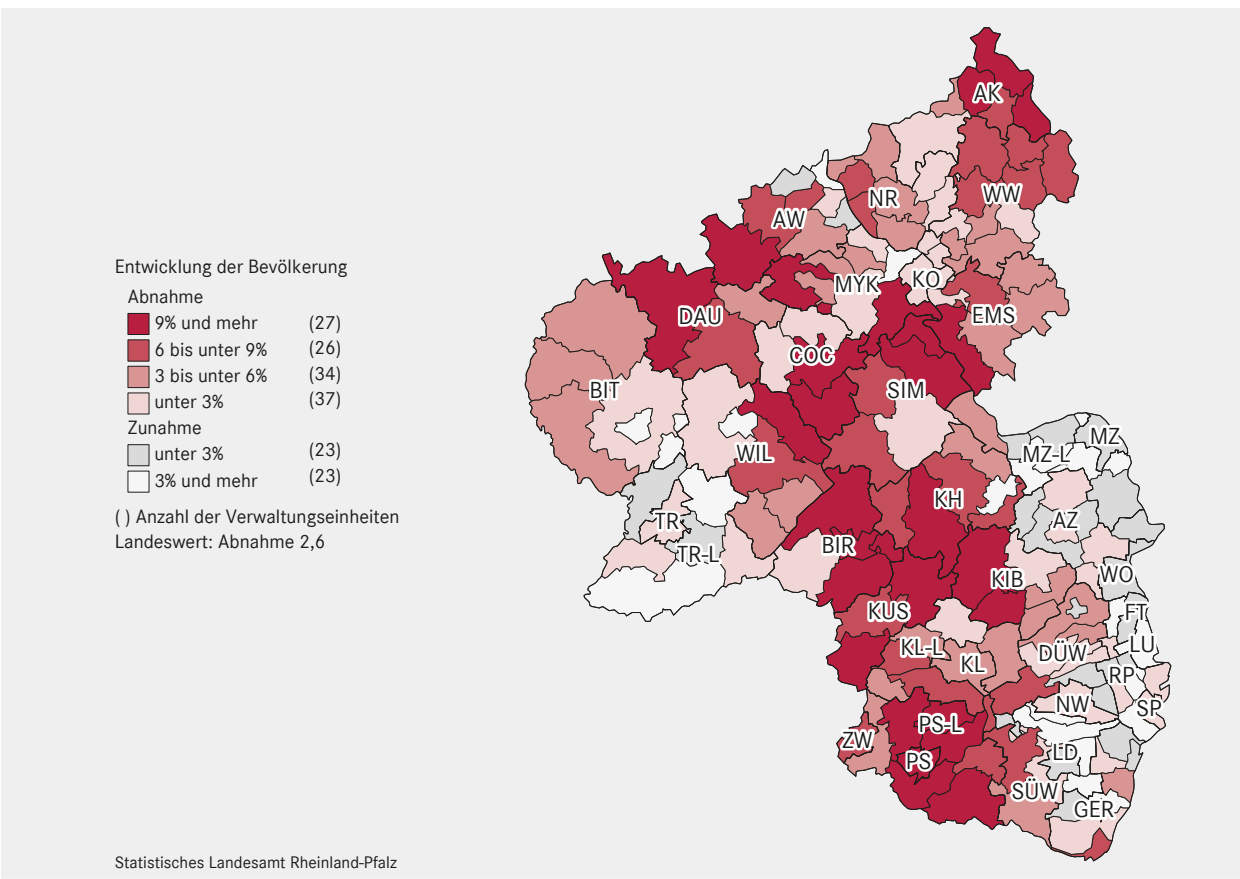 Entwicklung der Bevölkerung
Abnahme
9% und mehr (27)
6 bis unter 9% (26)
3 bis unter 6% (34)
unter 3% (37)
Zunahme
unter 3% (23)
3% und mehr (23)
( ) Anzahl der Verwaltungseinheiten
Landeswert: Abnahme 2,6
AK
NR
WW
AW
MYK
KO
DAU
EMS
COC
BIT
SIM
MZ
WIL
MZ-L
KH
TR
AZ
TR-L
BIR
KIB
WO
KUS
FT
KL-L
DÜW
LU
KL
RP
NW
SP
PS-L
ZW
LD
PS
SÜW
GER
Statistisches Landesamt Rheinland-Pfalz